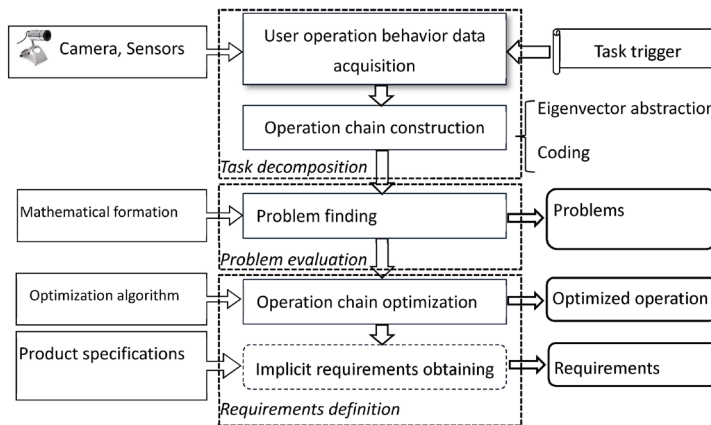 Camera, Sensors
User operation behavior data
acquisition
Task trigger
Operation chain construction
Eigenvector abstraction
Coding
Task decomposition
Mathematical formation
Problem finding
Problems
Problem evaluation
Optimization algorithm
Operation chain optimization
Optimized operation
Product specifications
Implicit requirements obtaining
Requirements
Requirements definition